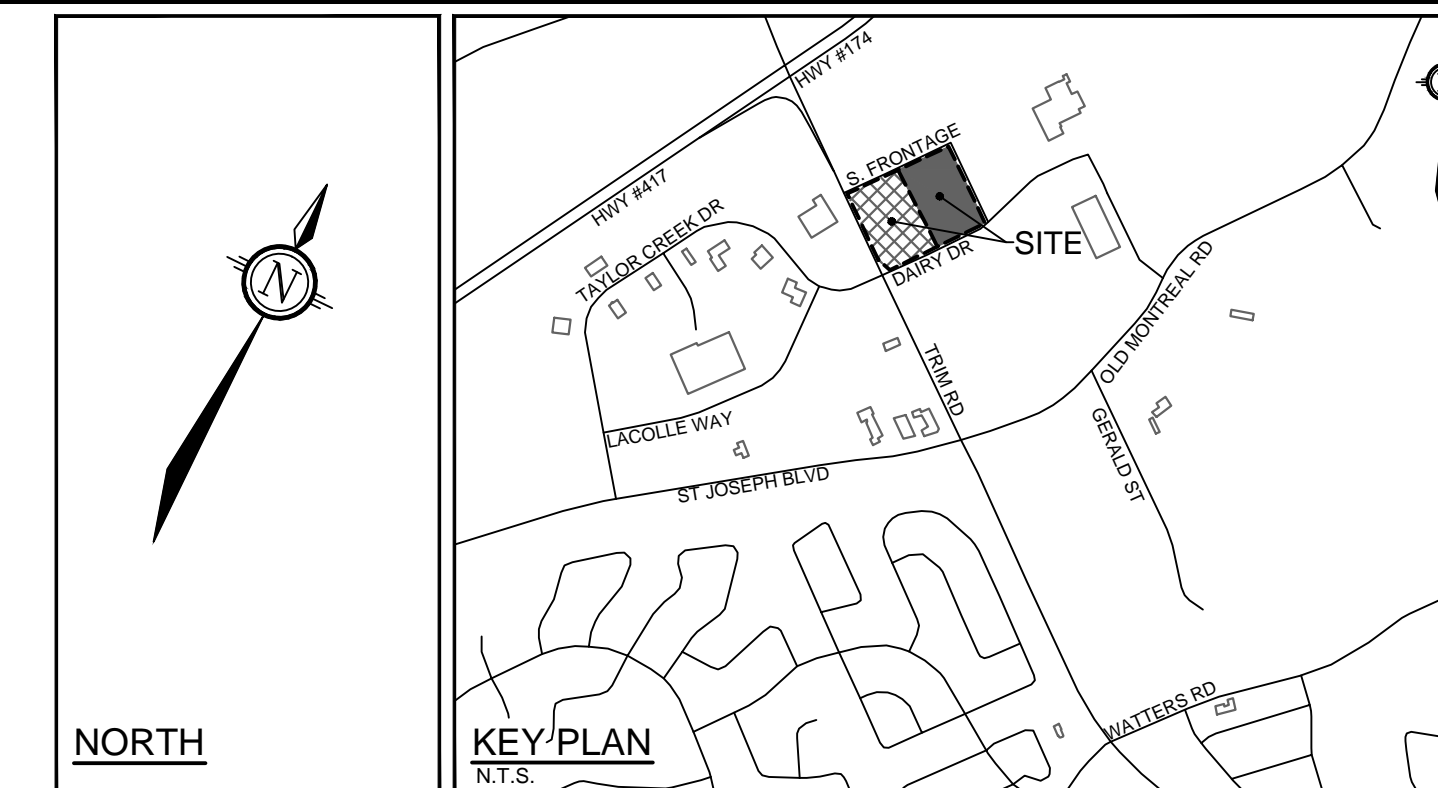 HWY #174
S. FRONTAGE
HWY #417
TAYLOR CREEK DR
SITE
DAIRY DR
N
OLD MONTREAL RD
TRIM RD
LACOLLE WAY
GERALD ST
ST JOSEPH BLVD
WATTERS RD
NORTH
KEY PLAN
N.T.S.